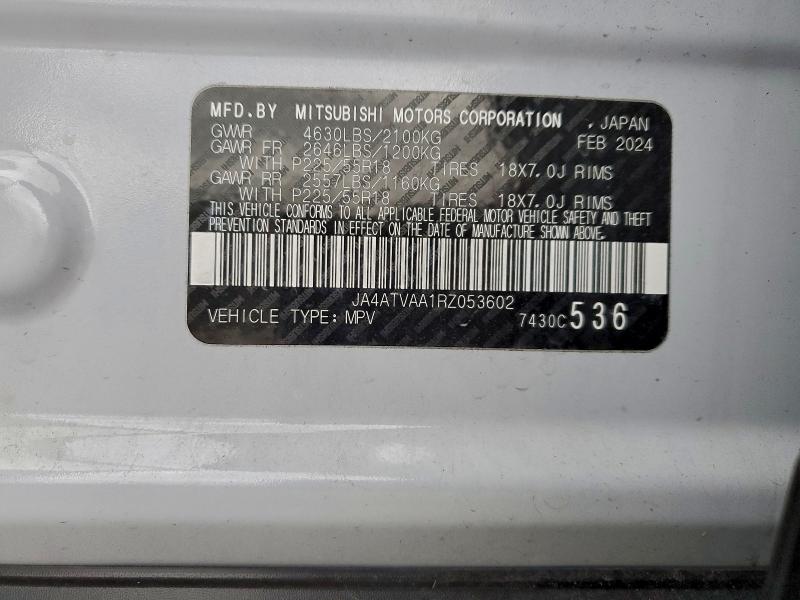 MFD.BY MITSUBISHI MOTORS CORPORATION , JAPAN
GVWR 4630LBS/2100KG FEB 2024
GAWR FR 2646LBS/1200KG
WITH P225/55R18 TIRES 18X7.0J RIMS
GAWR RR 2557LBS/1160KG
WITH P225/55R18 TIRES 18X7.0J RIMS
THIS VEHICLE CONFORMS TO ALL APPLICABLE FEDERAL MOTOR VEHICLE SAFETY AND THEFT
PREVENTION STANDARDS IN EFFECT ON THE DATE OF MANUFACTURE SHOWN ABOVE.
JA4ATVAA1RZ053602
VEHICLE TYPE: MPV 7430C536